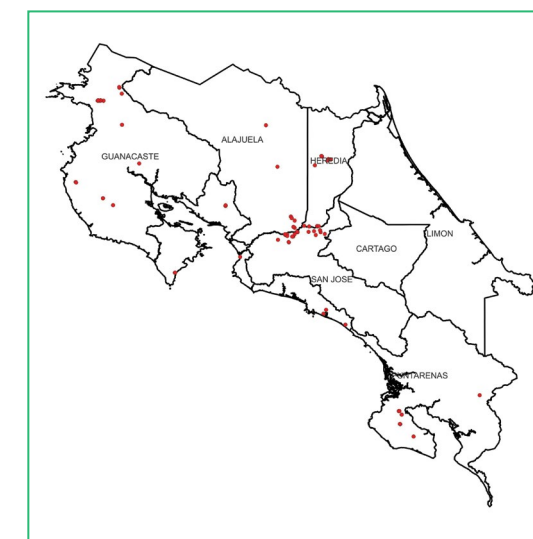 ALAJUELA
GUANACASTE
HEREDIA
LIMON
CARTAGO
SAN JOSE
PUNTARENAS